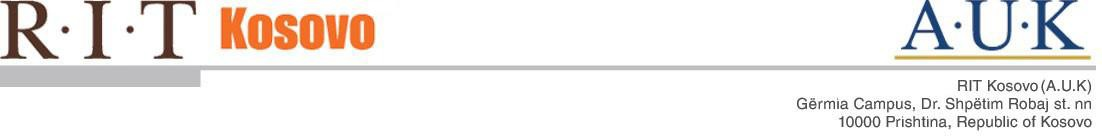 R·I·T Kosovo A·U·K
RIT Kosovo (A.U.K)
Gërmia Campus, Dr. Shpëtim Robaj st. nn
10000 Prishtina, Republic of Kosovo